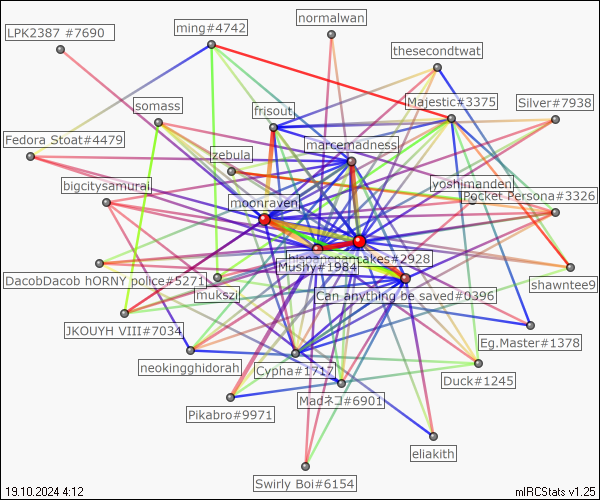 normalwan
LPK2387 #7690
ming#4742
thesecondtwat
somass
frisout
Majestic#3375
Silver#7938
Fedora Stoat#4479
marcemadness
zebula
bigcitysamurai
yoshimanden
Pocket Persona#3326
moonraven
hispanicpancakes#2928
Mushy#1984
DacobDacob hORNY police#5271
shawntee9
mukszi
Can anything be saved#0396
JKOUYH VIII#7034
Eg.Master#1378
neokingghidorah
Cypha#1717
Duck#1245
Madネコ#6901
Pikabro#9971
eliakith
Swirly Boi#6154
19.10.2024 4:12
mIRCStats v1.25